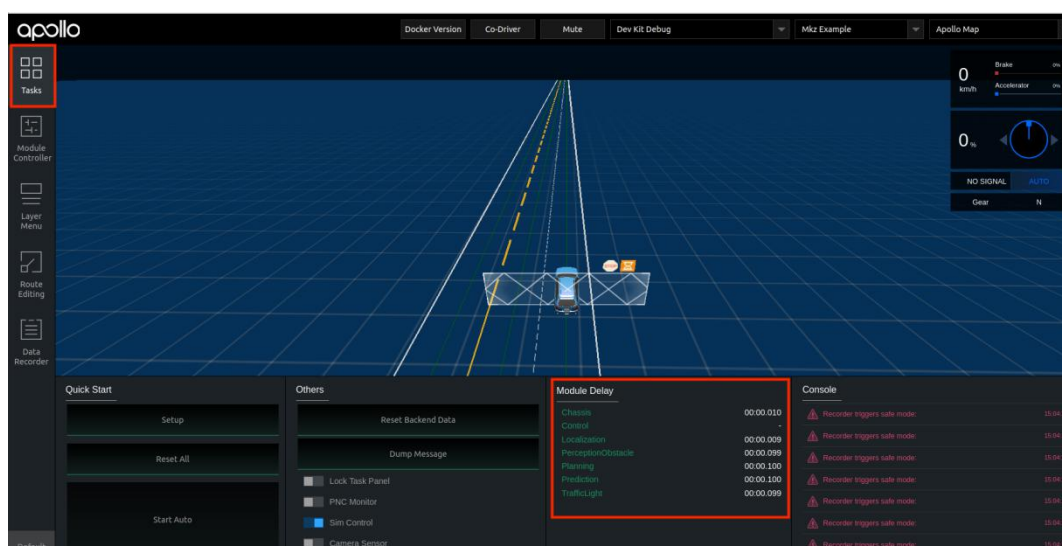 apollo
Docker Version Co-Driver Mute Dev Kit Debug Mkz Example Apollo Map
Tasks
Module
Controller
Layer
Menu
Route
Editing
Data
Recorder
Default
0
km/h
Brake 0%
Accelerator 0%
0%
NO SIGNAL AUTO
Gear N
STOP
Quick Start
Setup
Reset All
Start Auto
Others
Reset Backend Data
Dump Message
Lock Task Panel
PNC Monitor
Sim Control
Camera Sensor
Module Delay
Chassis 00:00.010
Control -
Localization 00:00.009
PerceptionObstacle 00:00.099
Planning 00:00.100
Prediction 00:00.100
TrafficLight 00:00.099
Console
Recorder triggers safe mode: 15:04:
Recorder triggers safe mode: 15:04:
Recorder triggers safe mode: 15:04:
Recorder triggers safe mode: 15:04:
Recorder triggers safe mode: 15:04:
Recorder triggers safe mode: 15:04:
Recorder triggers safe mode: 15:04: